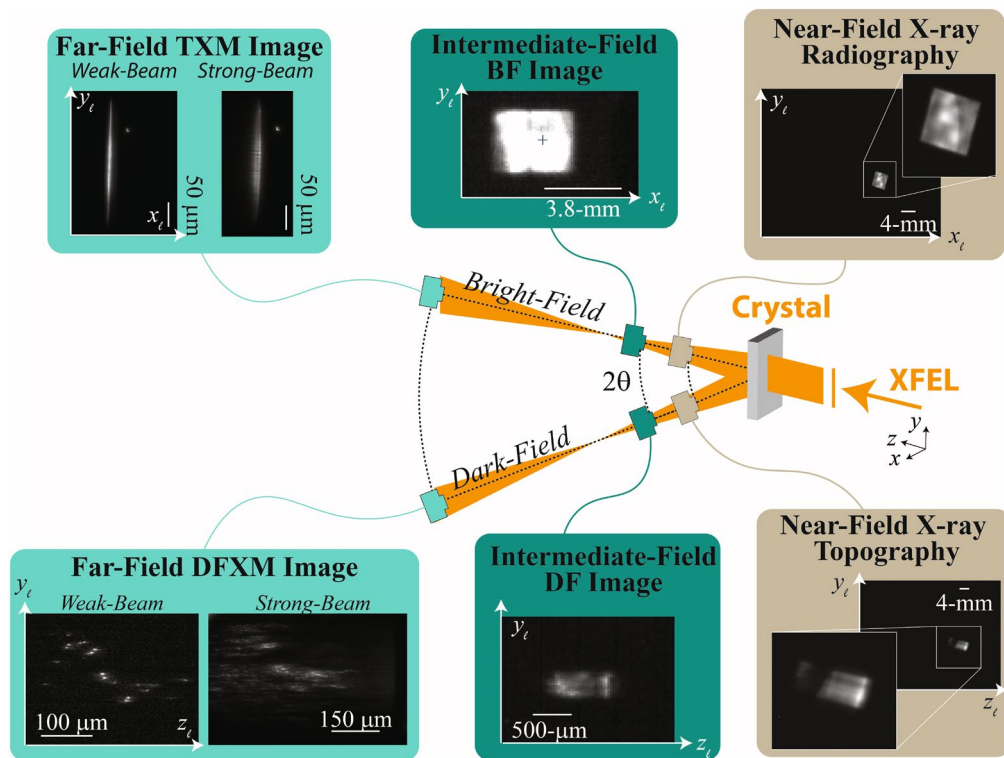 Far-Field TXM Image
Weak-Beam Strong-Beam
yℓ
xℓ
50 μm
50 μm
Intermediate-Field
BF Image
yℓ
3.8-mm
xℓ
Near-Field X-ray
Radiography
yℓ
4-mm
xℓ
Bright-Field
Crystal
2θ
XFEL
Dark-Field
y
z
x
Far-Field DFXM Image
yℓ
Weak-Beam Strong-Beam
100 μm
zℓ
150 μm
Intermediate-Field
DF Image
yℓ
500-μm
zℓ
Near-Field X-ray
Topography
yℓ
4-mm
zℓ